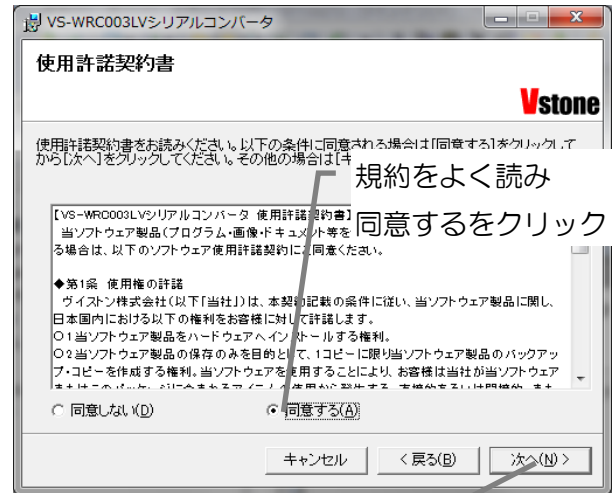 VS-WRC003LVシリアルコンバータ
使用許諾契約書
Vstone
使用許諾契約書をお読みください。以下の条件に同意される場合は[同意する]をクリックして
から[次へ]をクリックしてください。その他の場合は[キ
規約をよく読み
同意するをクリック
【VS-WRC003LVシリアルコンバータ 使用許諾契約書】
当ソフトウェア製品(プログラム・画像・ドキュメント等を
る場合は、以下のソフトウェア使用許諾契約にご同意ください。
◆第1条 使用権の許諾
ヴイストン株式会社(以下「当社」)は、本契約記載の条件に従い、当ソフトウェア製品に関し、
日本国内における以下の権利をお客様に対して許諾します。
○1当ソフトウェア製品をハードウェアへインストールする権利。
○2当ソフトウェア製品の保存のみを目的として、1コピーに限り当ソフトウェア製品のバックアッ
プ・コピーを作成する権利。当ソフトウェアを使用することにより、お客様は当社が当ソフトウェア
同意しない(D)
同意する(A)
キャンセル
< 戻る(B)
次へ(N) >